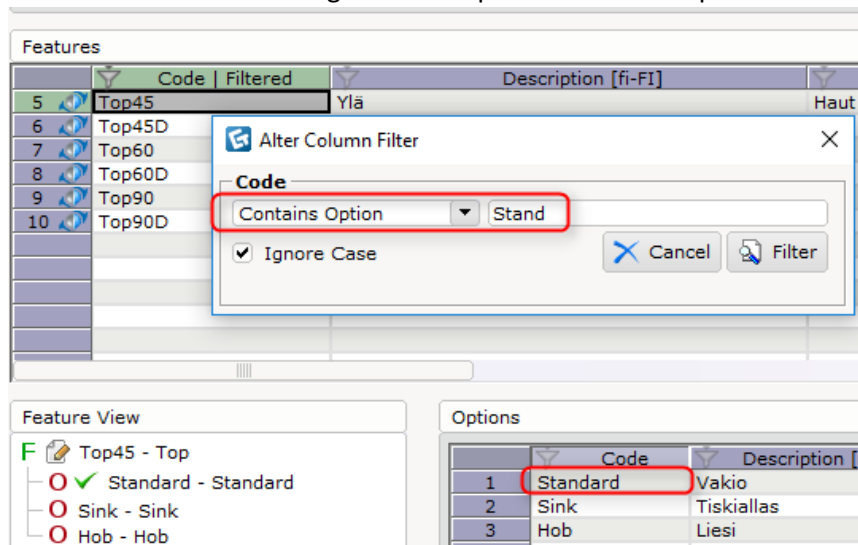 Features
Code | Filtered Description [fi-FI]
5 Top45 Ylä Haut
6 Top45D
7 Top60
8 Top60D
9 Top90
10 Top90D
Alter Column Filter
Code
Contains Option Stand
Ignore Case Cancel Filter
Feature View
F Top45 - Top
O Standard - Standard
O Sink - Sink
O Hob - Hob
Options
Code Description [
1 Standard Vakio
2 Sink Tiskiallas
3 Hob Liesi